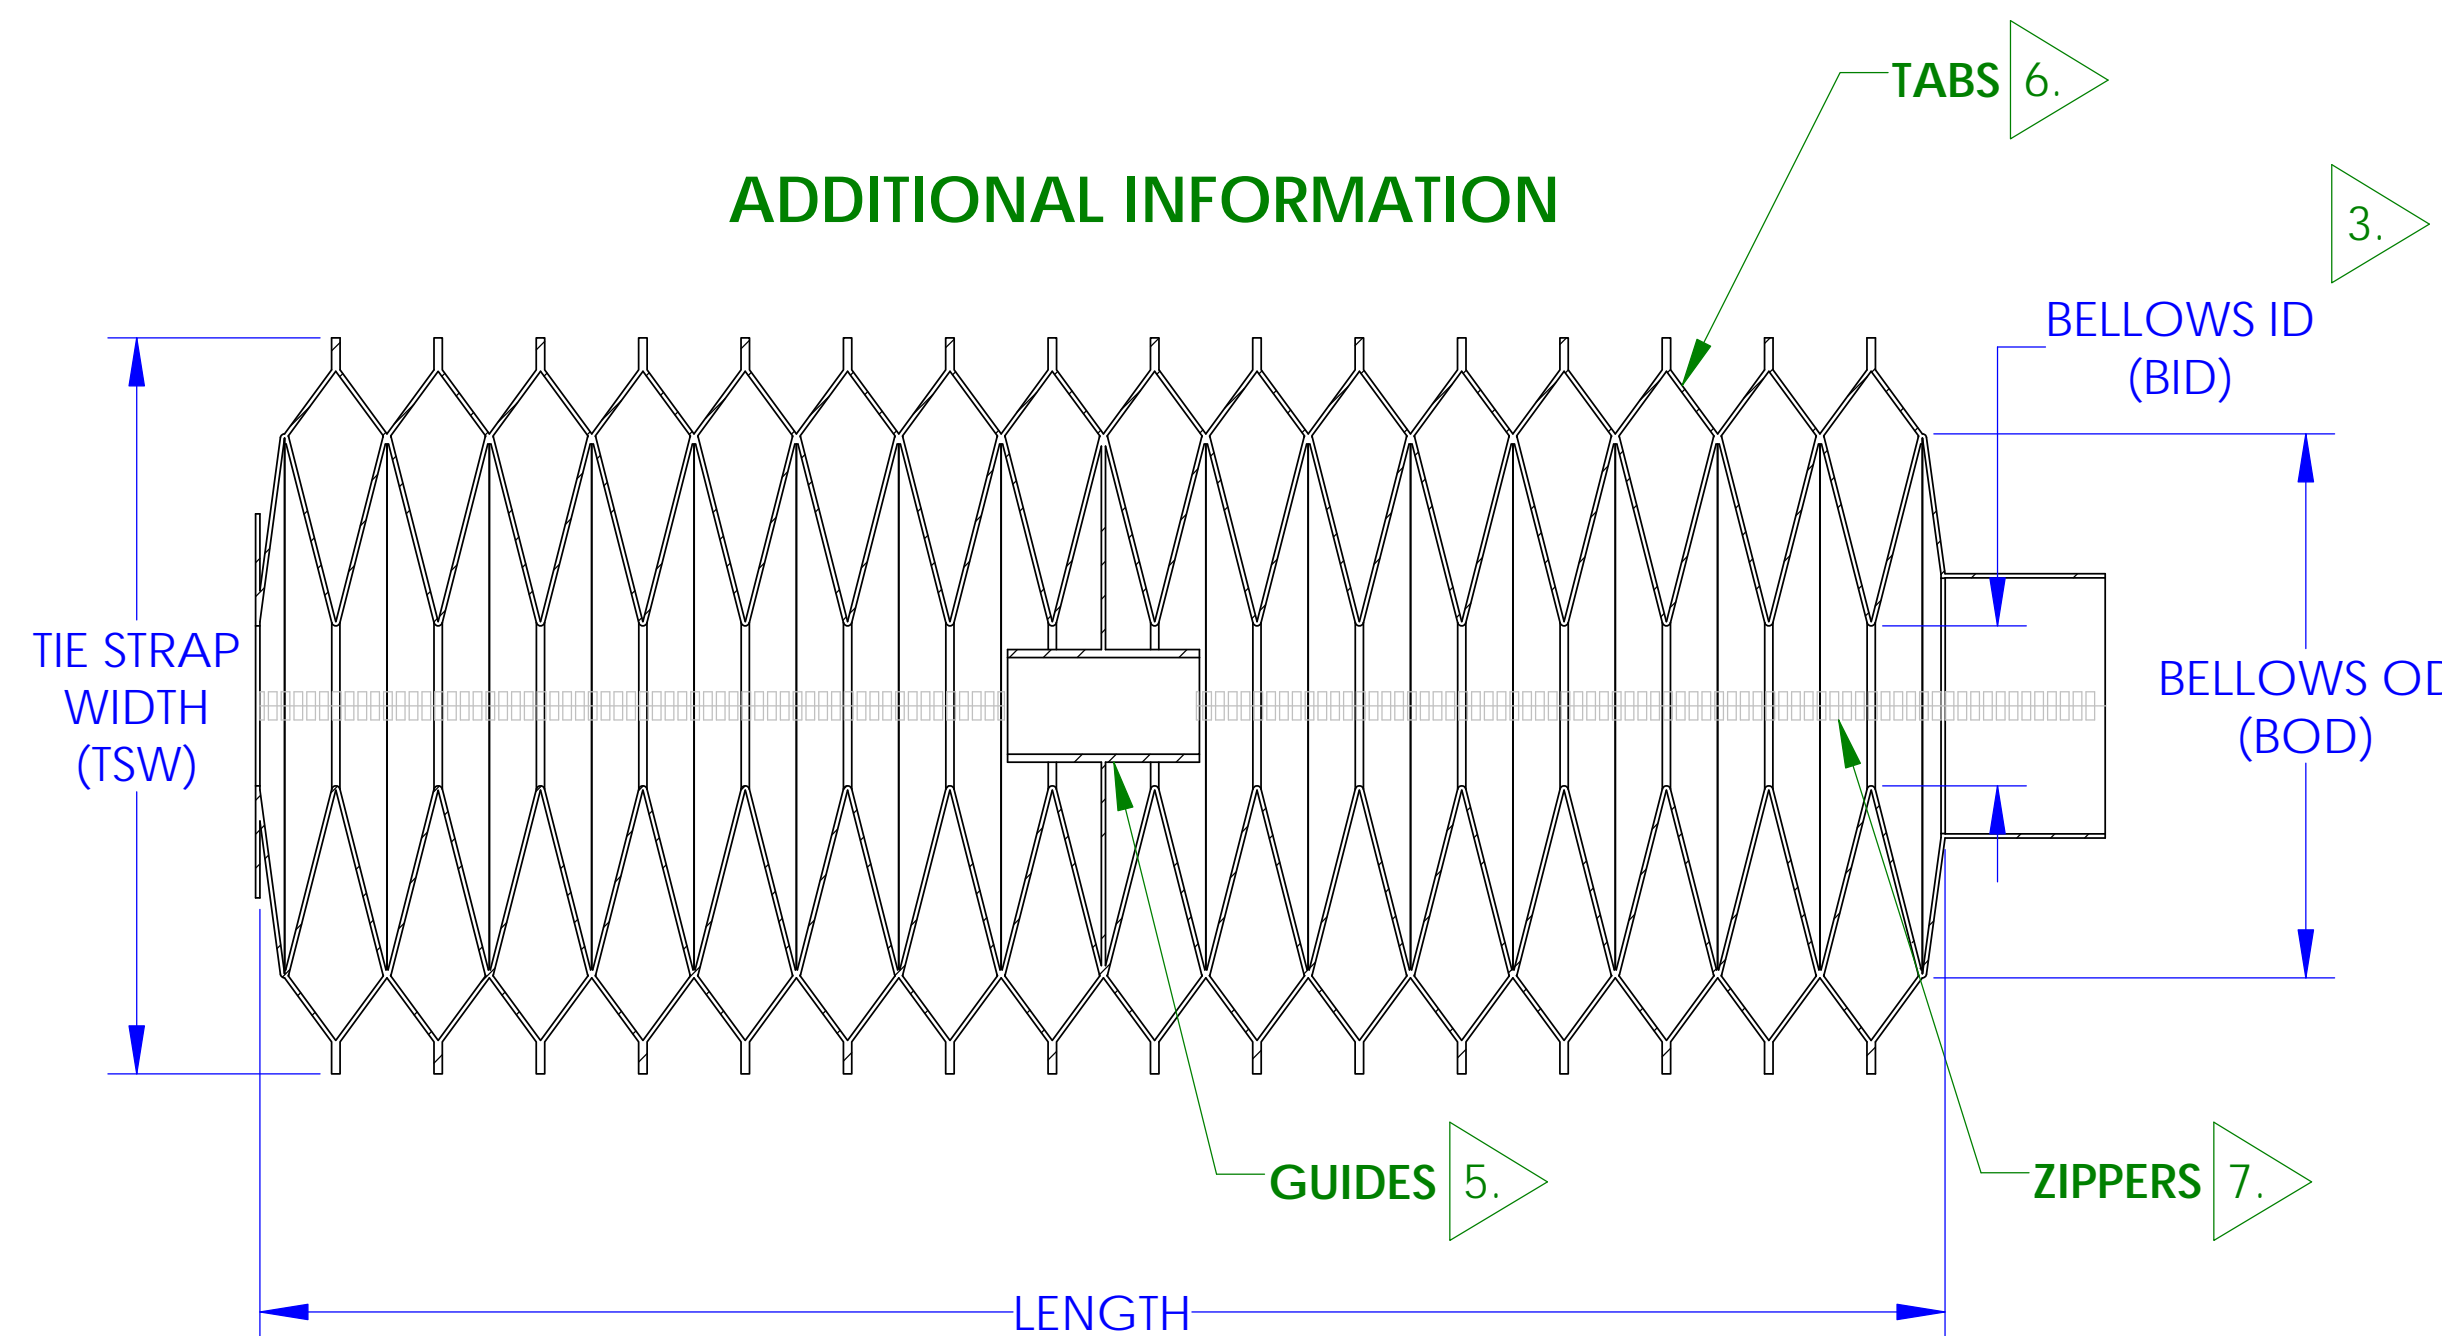 TABS 6.
ADDITIONAL INFORMATION
3.
BELLOWS ID
(BID)
TIE STRAP
WIDTH
(TSW)
BELLOWS OD
(BOD)
GUIDES 5.
ZIPPERS 7.
LENGTH